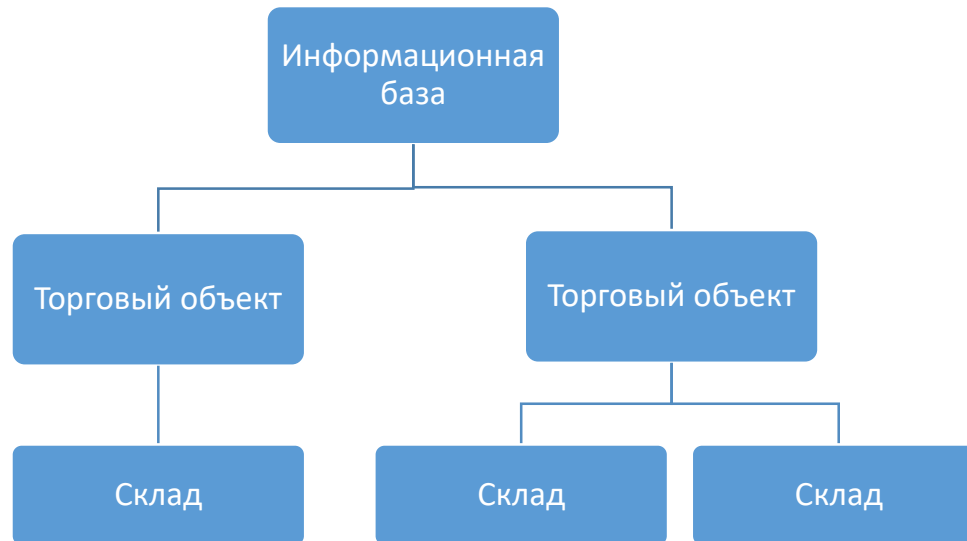 Информационная
база
Торговый объект
Торговый объект
Склад
Склад
Склад